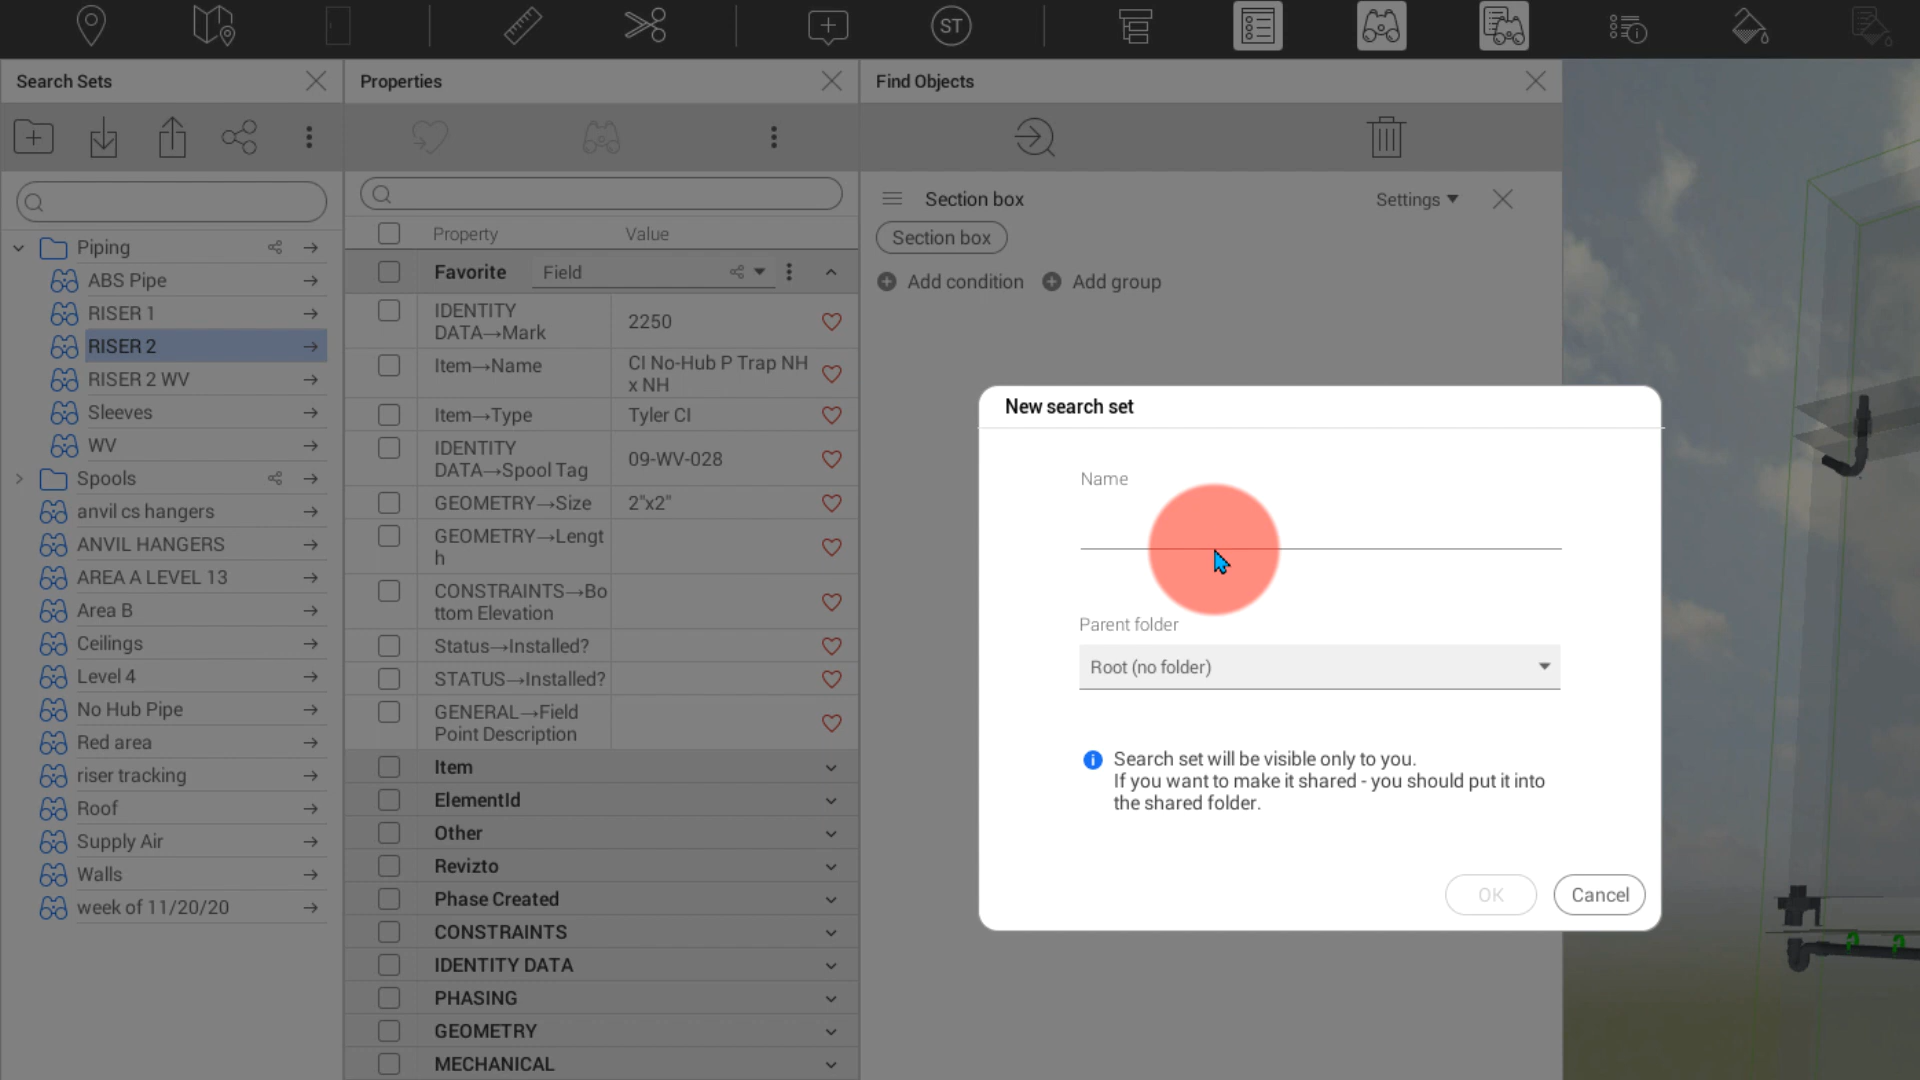 ST
Search Sets
Properties
Find Objects
Section box
Settings
Section box
Add condition
Add group
Piping
ABS Pipe
RISER 1
RISER 2
RISER 2 WV
Sleeves
WV
Spools
anvil cs hangers
ANVIL HANGERS
AREA A LEVEL 13
Area B
Ceilings
Level 4
No Hub Pipe
Red area
riser tracking
Roof
Supply Air
Walls
week of 11/20/20
Property Value
Favorite Field
IDENTITY
DATA→Mark
2250
Item→Name
CI No-Hub P Trap NH
x NH
Item→Type
Tyler CI
IDENTITY
DATA→Spool Tag
09-WV-028
GEOMETRY→Size
2"x2"
GEOMETRY→Lengt
h
CONSTRAINTS→Bo
ttom Elevation
Status→Installed?
STATUS→Installed?
GENERAL→Field
Point Description
Item
ElementId
Other
Revizto
Phase Created
CONSTRAINTS
IDENTITY DATA
PHASING
GEOMETRY
MECHANICAL
New search set
Name
Parent folder
Root (no folder)
Search set will be visible only to you.
If you want to make it shared - you should put it into
the shared folder.
OK
Cancel